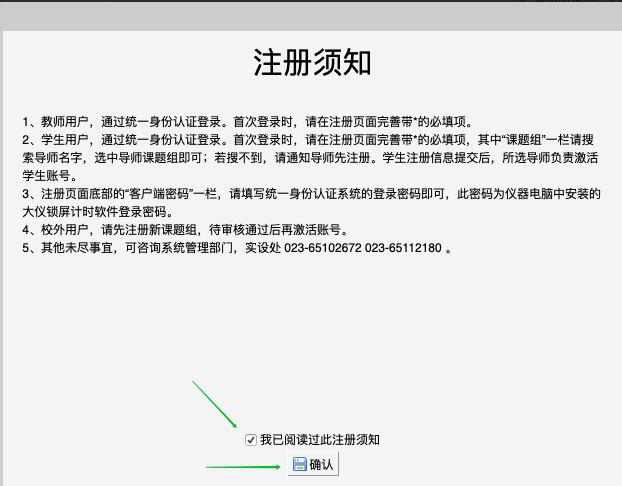 注册须知
1、教师用户，通过统一身份认证登录。首次登录时，请在注册页面完善带*的必填项。
2、学生用户，通过统一身份认证登录。首次登录时，请在注册页面完善带*的必填项，其中“课题组”一栏请搜
索导师名字，选中导师课题组即可；若搜不到，请通知导师先注册。学生注册信息提交后，所选导师负责激活
学生账号。
3、注册页面底部的“客户端密码”一栏，请填写统一身份认证系统的登录密码即可，此密码为仪器电脑中安装的
大仪锁屏计时软件登录密码。
4、校外用户，请先注册新课题组，待审核通过后再激活账号。
5、其他未尽事宜，可咨询系统管理部门，实设处 023-65102672 023-65112180 。
我已阅读过此注册须知
确认